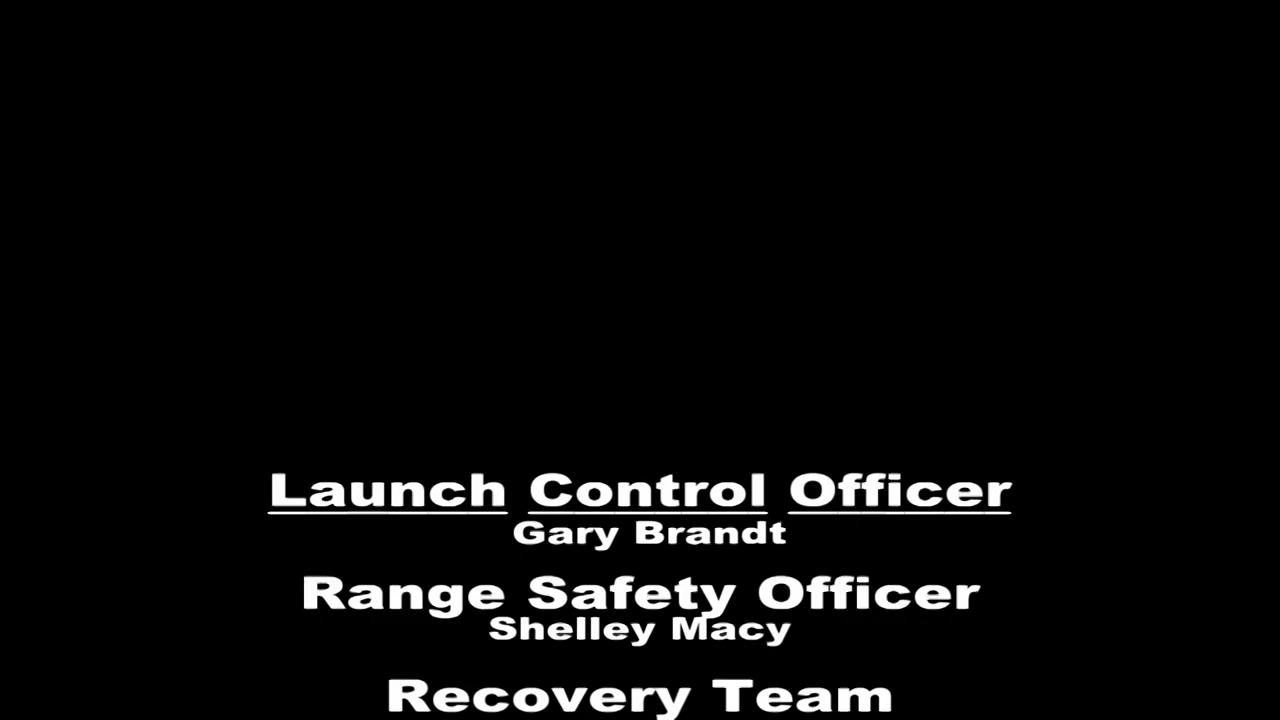 Launch Control Officer
Gary Brandt
Range Safety Officer
Shelley Macy
Recovery Team